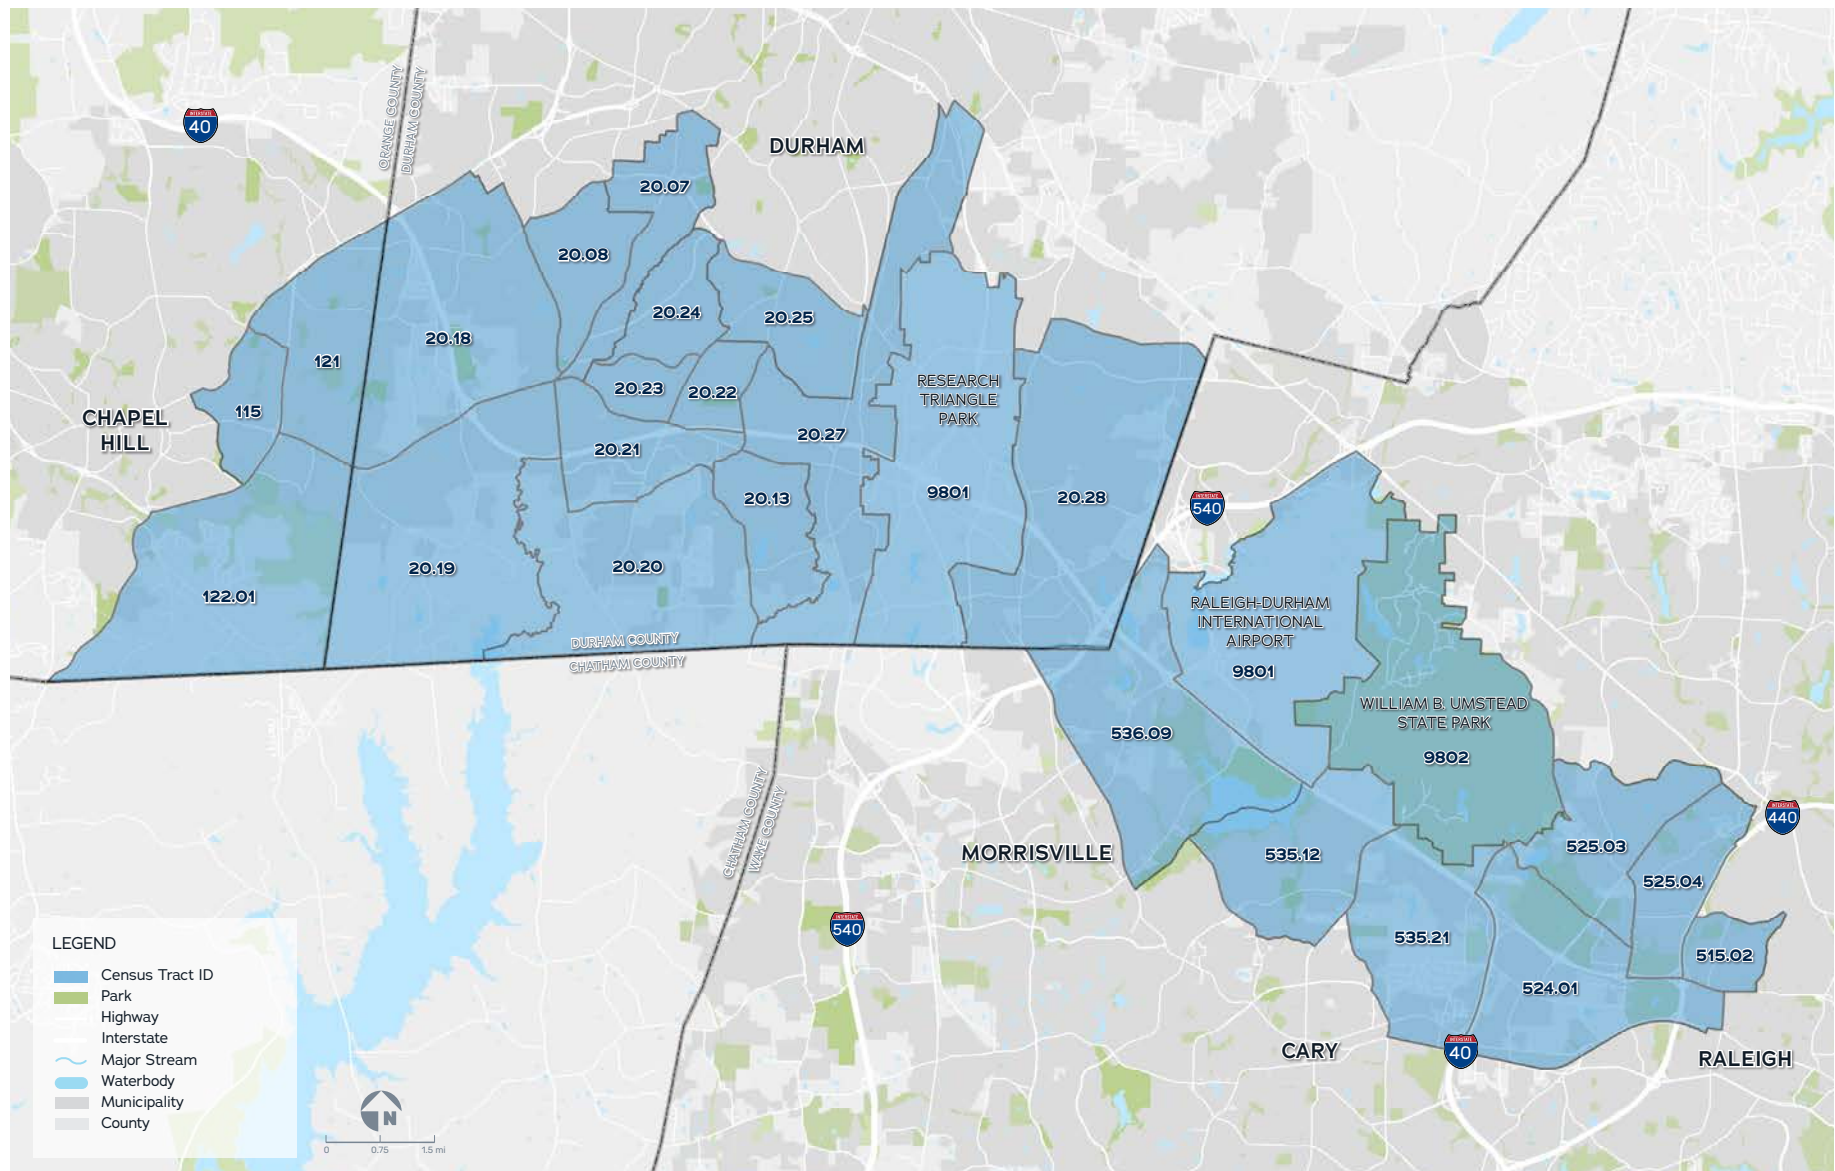 ORANGE COUNTY
DURHAM COUNTY
INTERSTATE
40
DURHAM
20.07
20.08
20.24
20.25
20.18
121
115
CHAPEL
HILL
20.23
20.22
RESEARCH
TRIANGLE
PARK
20.27
20.21
9801
20.28
20.13
INTERSTATE
540
20.19
20.20
122.01
RALEIGH-DURHAM
INTERNATIONAL
AIRPORT
9801
DURHAM COUNTY
CHATHAM COUNTY
WILLIAM B. UMSTEAD
STATE PARK
9802
536.09
CHATHAM COUNTY
WAKE COUNTY
INTERSTATE
440
MORRISVILLE
535.12
525.03
525.04
INTERSTATE
540
535.21
515.02
524.01
CARY
INTERSTATE
40
RALEIGH
LEGEND
Census Tract ID
Park
Highway
Interstate
Major Stream
Waterbody
Municipality
County
N
0 0.75 1.5 mi